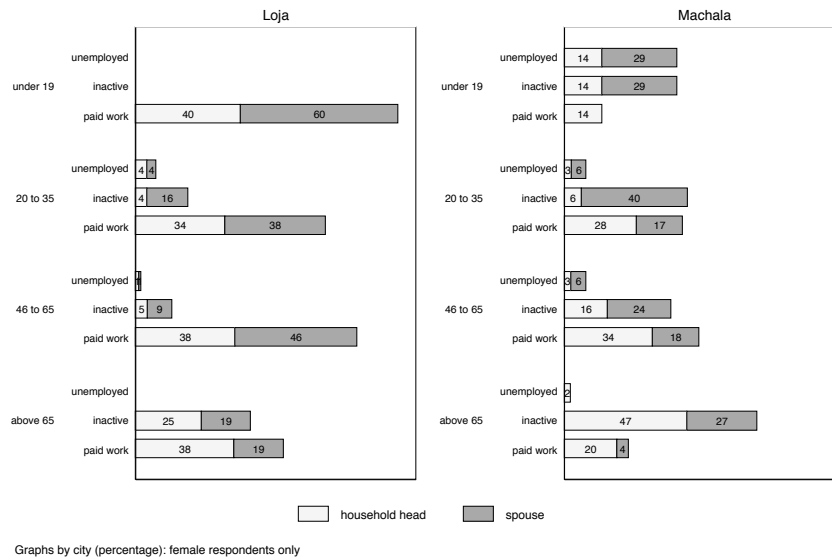 Loja
unemployed
under 19 inactive
paid work 40 60
unemployed 4 4
20 to 35 inactive 4 16
paid work 34 38
unemployed 1
46 to 65 inactive 5 9
paid work 38 46
unemployed
above 65 inactive 25 19
paid work 38 19
Machala
unemployed 14 29
under 19 inactive 14 29
paid work 14
unemployed 3 6
20 to 35 inactive 6 40
paid work 28 17
unemployed 3 6
46 to 65 inactive 16 24
paid work 34 18
unemployed 2
above 65 inactive 47 27
paid work 20 4
household head spouse
Graphs by city (percentage): female respondents only